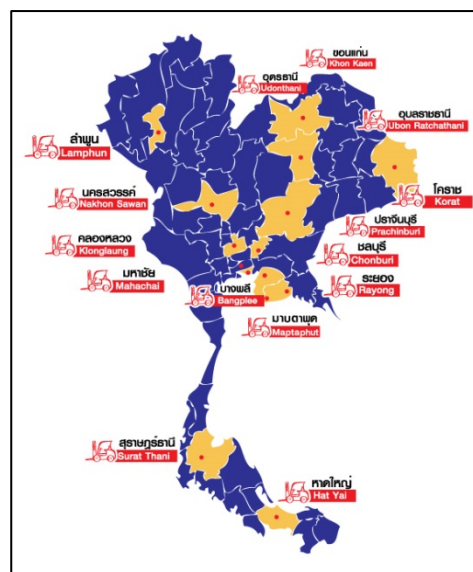 ขอนแก่น
Khon Kaen
อุดรธานี
Udonthani
อุบลราชธานี
Ubon Ratchathani
ลำพูน
Lamphun
นครสวรรค์
Nakhon Sawan
โคราช
Korat
ปราจีนบุรี
Prachinburi
คลองหลวง
Klonglaung
ชลบุรี
Chonburi
มหาชัย
Mahachai
บางพลี
Bangplee
ระยอง
Rayong
มาบตาพุด
Maptaphut
สุราษฎร์ธานี
Surat Thani
หาดใหญ่
Hat Yai